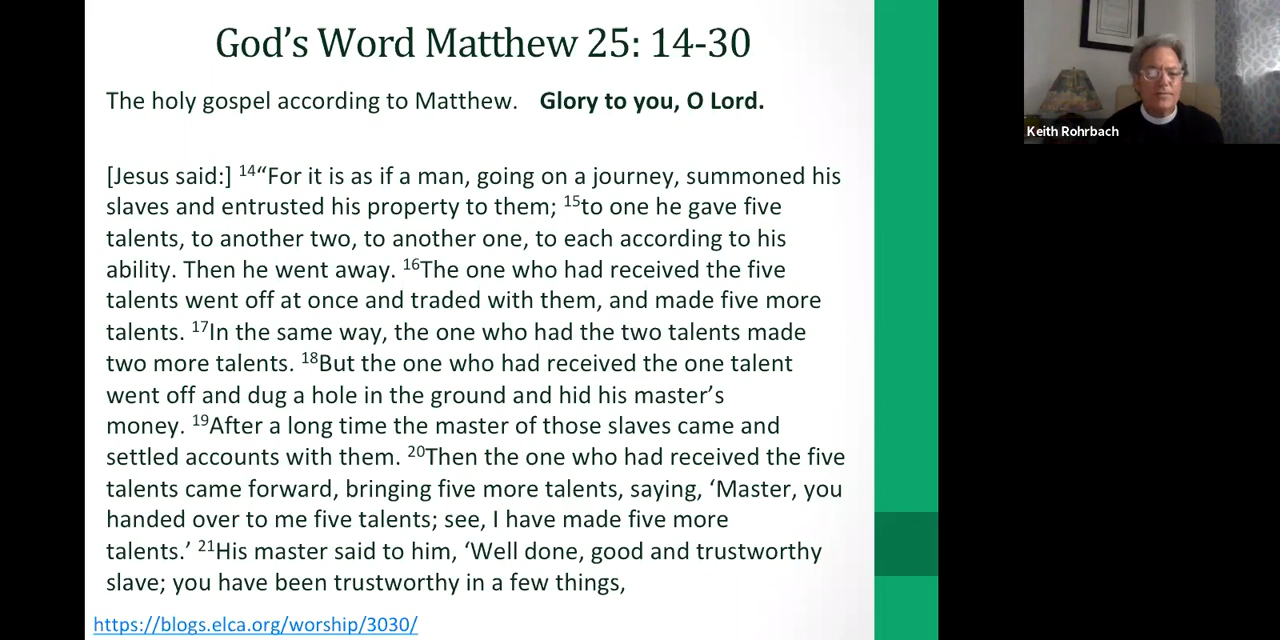 God's Word Matthew 25: 14-30
The holy gospel according to Matthew. Glory to you, O Lord.
[Jesus said:] 14“For it is as if a man, going on a journey, summoned his
slaves and entrusted his property to them; 15to one he gave five
talents, to another two, to another one, to each according to his
ability. Then he went away. 16The one who had received the five
talents went off at once and traded with them, and made five more
talents. 17In the same way, the one who had the two talents made
two more talents. 18But the one who had received the one talent
went off and dug a hole in the ground and hid his master's
money. 19After a long time the master of those slaves came and
settled accounts with them. 20Then the one who had received the five
talents came forward, bringing five more talents, saying, ‘Master, you
handed over to me five talents; see, I have made five more
talents.’ 21His master said to him, ‘Well done, good and trustworthy
slave; you have been trustworthy in a few things,
https://blogs.elca.org/worship/3030/
Keith Rohrbach